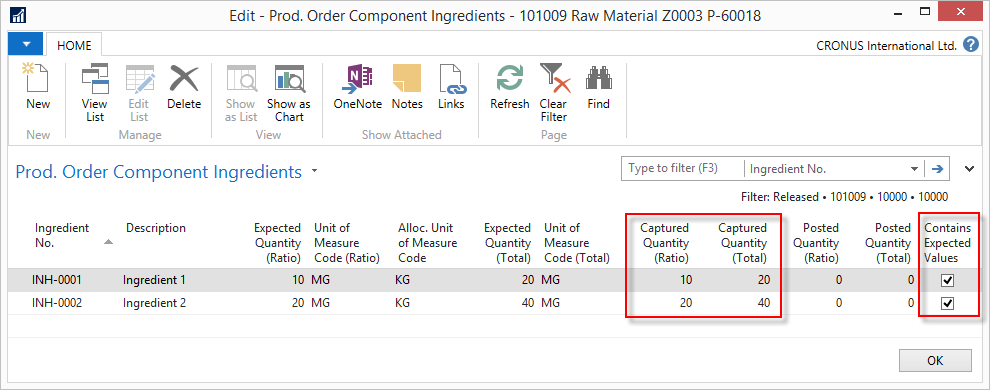 Edit - Prod. Order Component Ingredients - 101009 Raw Material Z0003 P-60018
HOME
CRONUS International Ltd.
New
View List
Edit List
Delete
Show as List
Show as Chart
OneNote
Notes
Links
Refresh
Clear Filter
Find
New
Manage
View
Show Attached
Page
Prod. Order Component Ingredients
Type to filter (F3)
Ingredient No.
Filter: Released • 101009 • 10000 • 10000
Ingredient No.
Description
Expected Quantity (Ratio)
Unit of Measure Code (Ratio)
Alloc. Unit of Measure Code
Expected Quantity (Total)
Unit of Measure Code (Total)
Captured Quantity (Ratio)
Captured Quantity (Total)
Posted Quantity (Ratio)
Posted Quantity (Total)
Contains Expected Values
INH-0001 Ingredient 1 10 MG KG 20 MG 10 20 0 0
INH-0002 Ingredient 2 20 MG KG 40 MG 20 40 0 0
OK